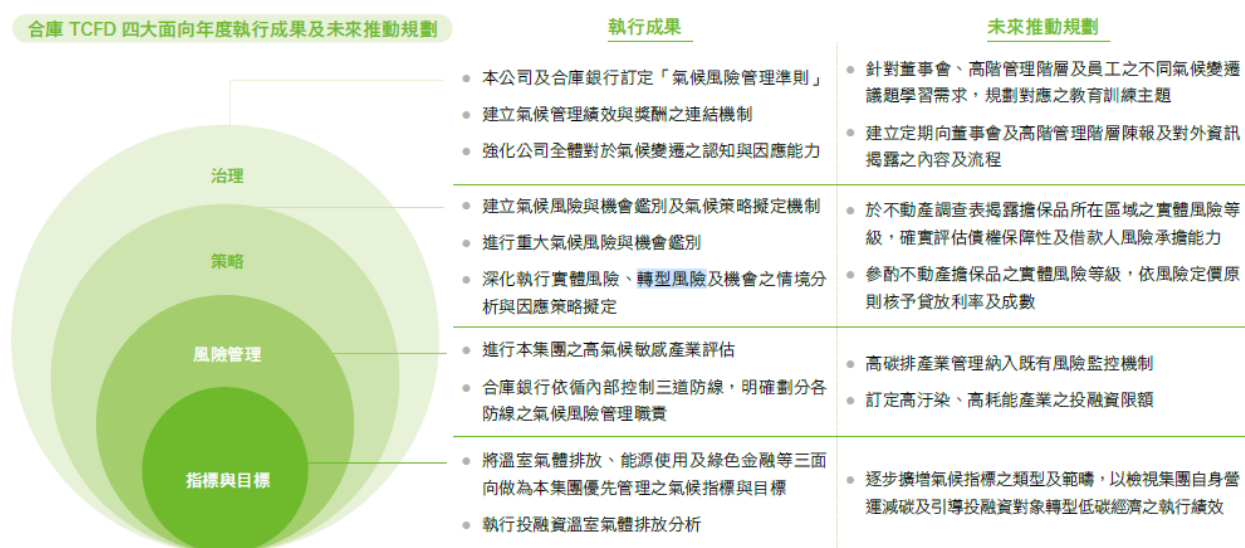 合庫 TCFD 四大面向年度執行成果及未來推動規劃
執行成果
未來推動規劃
治理
● 本公司及合庫銀行訂定「氣候風險管理準則」
● 建立氣候管理績效與獎酬之連結機制
● 強化公司全體對於氣候變遷之認知與因應能力
● 針對董事會、高階管理階層及員工之不同氣候變遷
議題學習需求，規劃對應之教育訓練主題
● 建立定期向董事會及高階管理階層陳報及對外資訊
揭露之內容及流程
策略
● 建立氣候風險與機會鑑別及氣候策略擬定機制
● 進行重大氣候風險與機會鑑別
● 深化執行實體風險、轉型風險及機會之情境分
析與因應策略擬定
● 於不動產調查表揭露擔保品所在區域之實體風險等
級，確實評估債權保障性及借款人風險承擔能力
● 參酌不動產擔保品之實體風險等級，依風險定價原
則核予貸放利率及成數
風險管理
● 進行本集團之高氣候敏感產業評估
● 合庫銀行依循內部控制三道防線，明確劃分各
防線之氣候風險管理職責
● 高碳排產業管理納入既有風險監控機制
● 訂定高汙染、高耗能產業之投融資限額
指標與目標
● 將溫室氣體排放、能源使用及綠色金融等三面
向做為本集團優先管理之氣候指標與目標
● 執行投融資溫室氣體排放分析
● 逐步擴增氣候指標之類型及範疇，以檢視集團自身營
運減碳及引導投融資對象轉型低碳經濟之執行績效